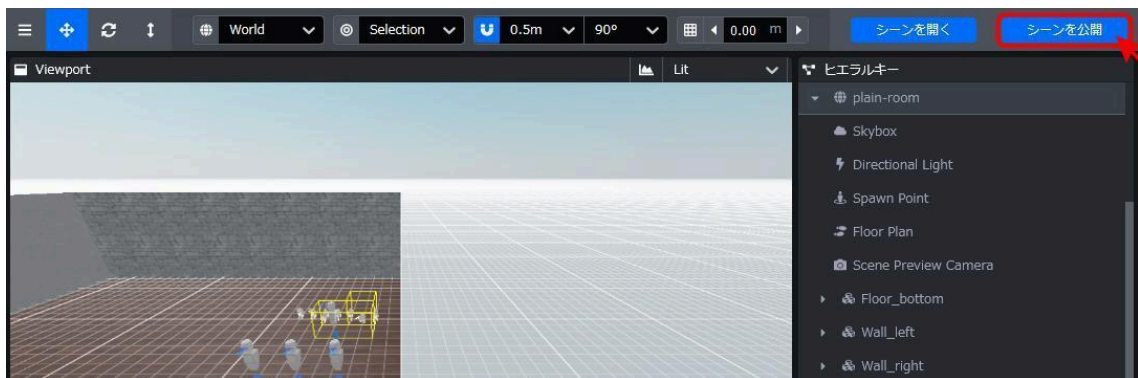 World Selection 0.5m 90° 0.00 m シーンを開く シーンを公開
Viewport Lit ヒエラルキー
plain-room
Skybox
Directional Light
Spawn Point
Floor Plan
Scene Preview Camera
Floor_bottom
Wall_left
Wall_right